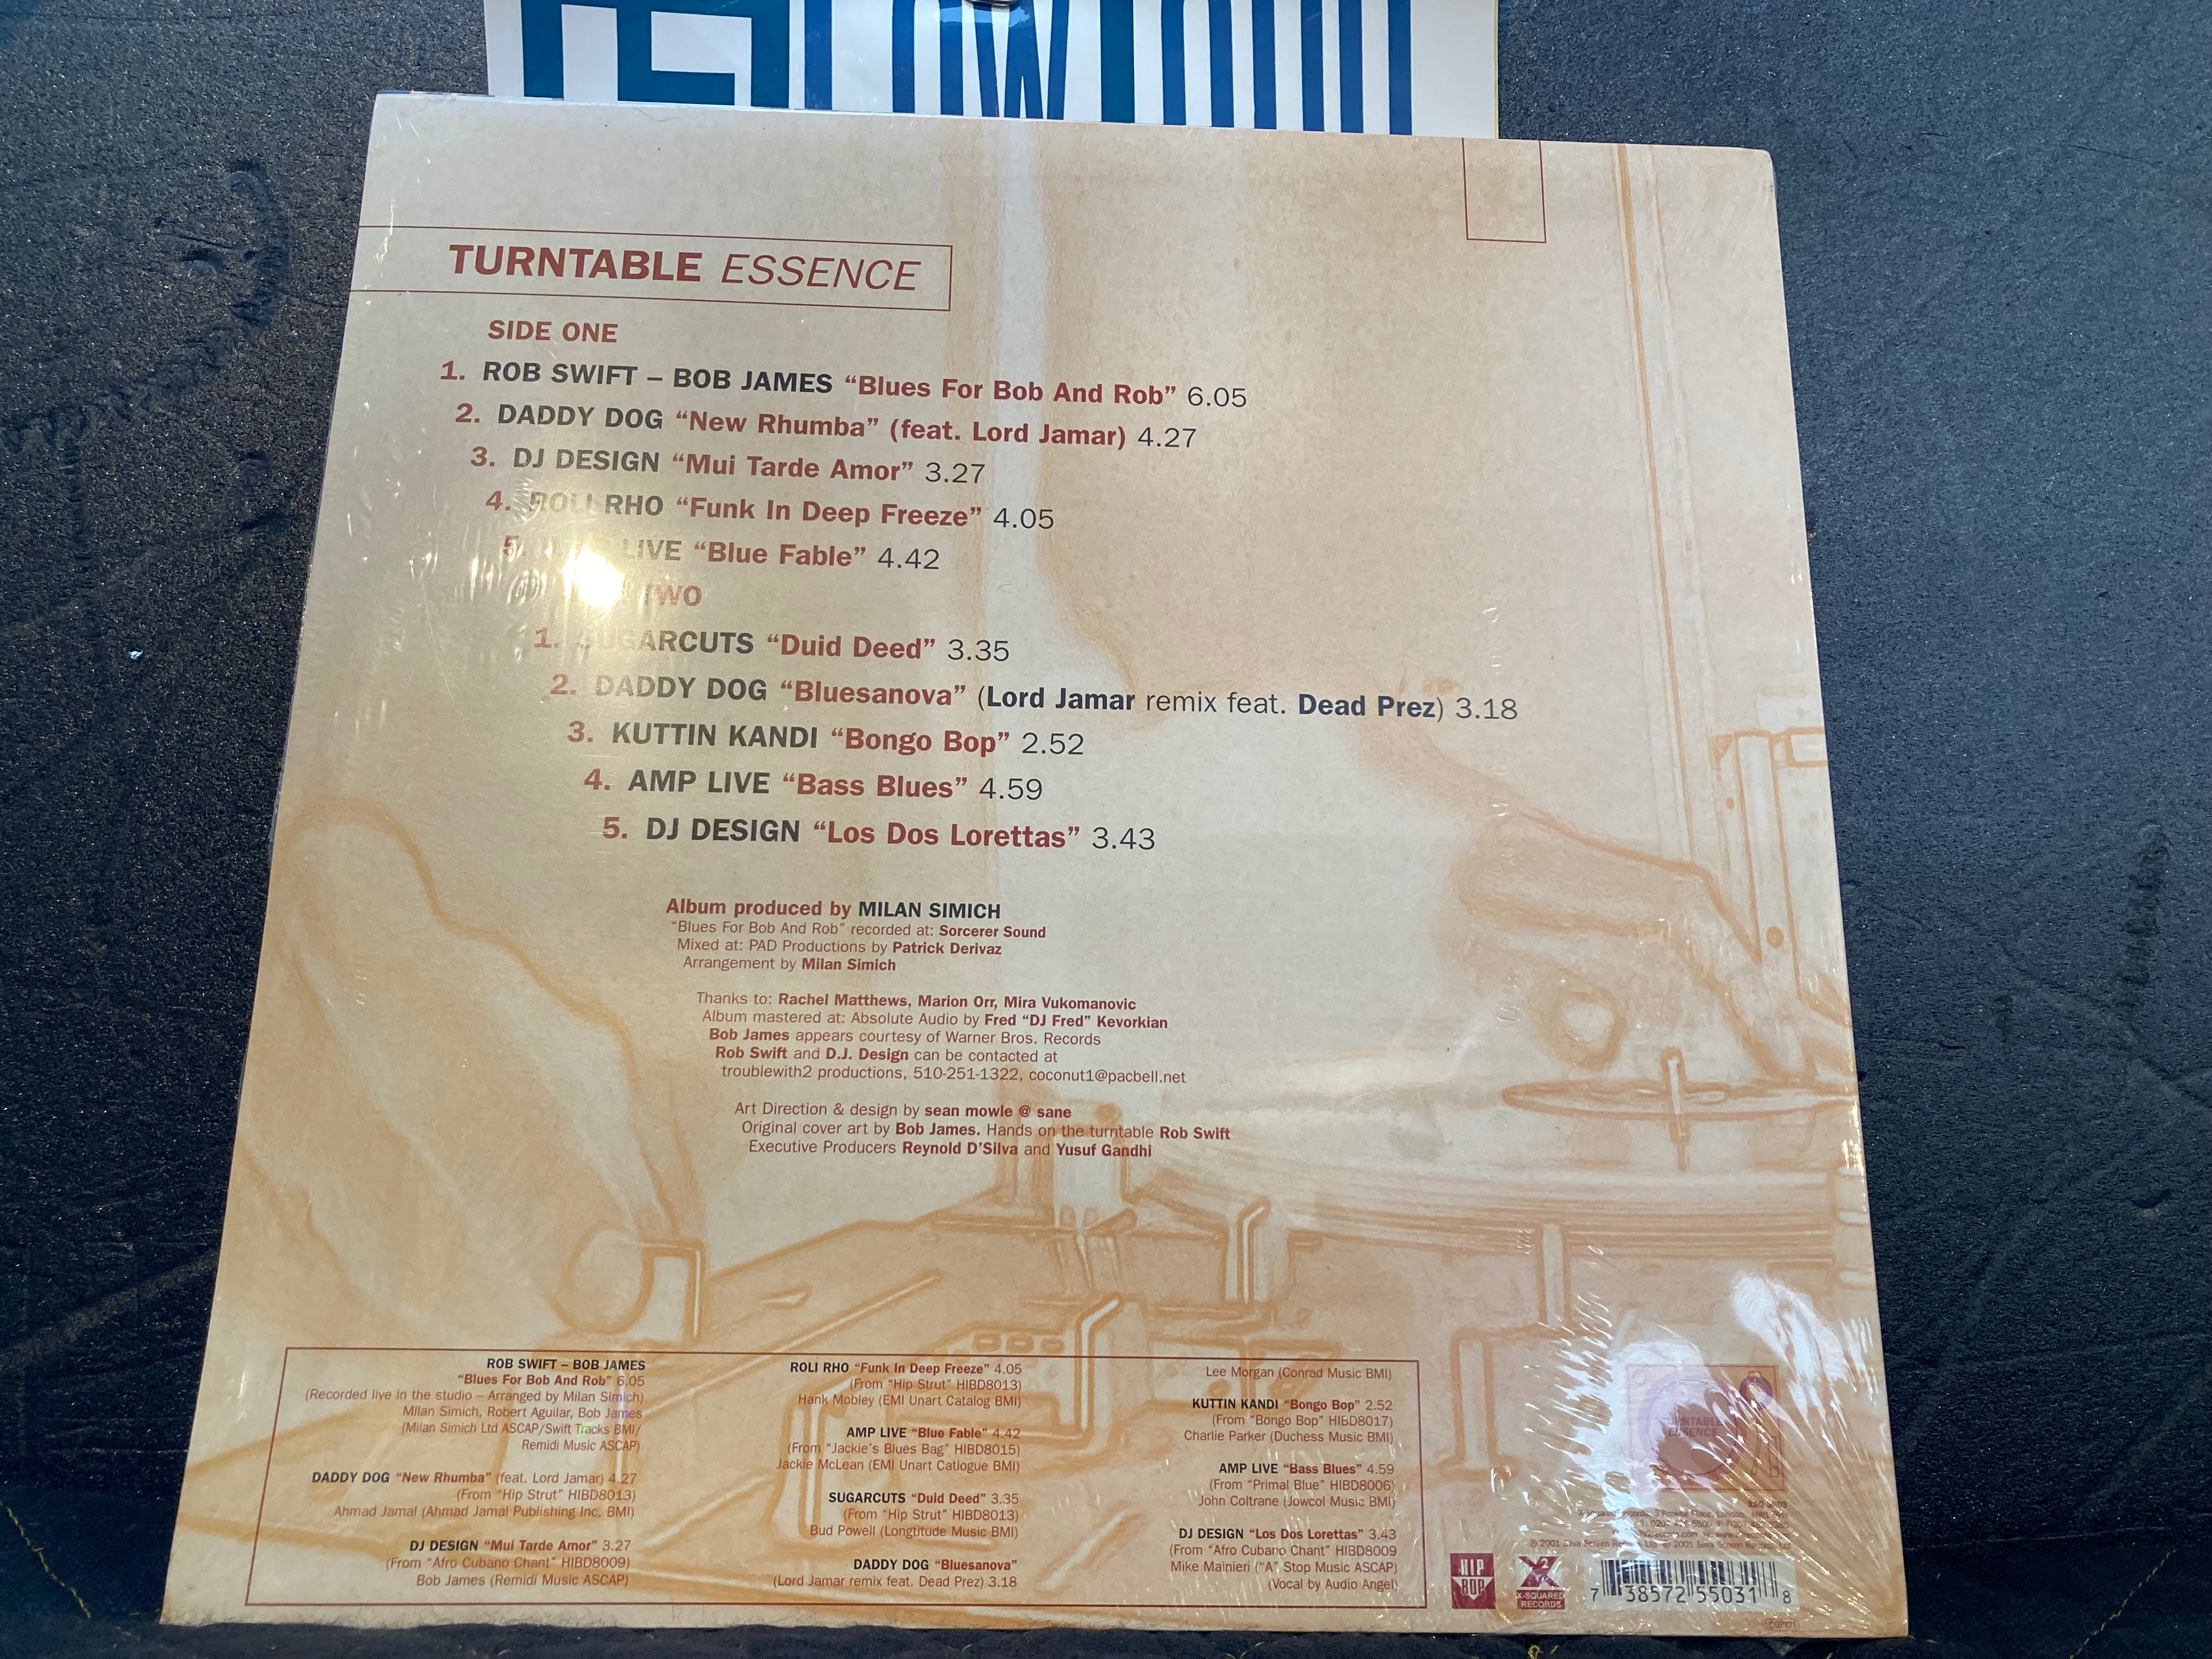 TURNTABLE ESSENCE
SIDE ONE
1. ROB SWIFT – BOB JAMES “Blues For Bob And Rob” 6.05
2. DADDY DOG “New Rhumba” (feat. Lord Jamar) 4.27
3. DJ DESIGN “Mui Tarde Amor” 3.27
4. ROLI RHO “Funk In Deep Freeze” 4.05
5. LIVE “Blue Fable” 4.42
TWO
1. SUGARCUTS “Duid Deed” 3.35
2. DADDY DOG “Bluesanova” (Lord Jamar remix feat. Dead Prez) 3.18
3. KUTTIN KANDI “Bongo Bop” 2.52
4. AMP LIVE “Bass Blues” 4.59
5. DJ DESIGN “Los Dos Lorettas” 3.43
Album produced by MILAN SIMICH
“Blues For Bob And Rob” recorded at: Sorcerer Sound
Mixed at: PAD Productions by Patrick Derivaz
Arrangement by Milan Simich
Thanks to: Rachel Matthews, Marion Orr, Mira Vukomanovic
Album mastered at: Absolute Audio by Fred “DJ Fred” Kevorkian
Bob James appears courtesy of Warner Bros. Records
Rob Swift and D.J. Design can be contacted at
troublewith2 productions, 510-251-1322, coconut1@pacbell.net
Art Direction & design by sean mowle @ sane
Original cover art by Bob James. Hands on the turntable Rob Swift
Executive Producers Reynold D’Silva and Yusuf Gandhi
ROB SWIFT – BOB JAMES
“Blues For Bob And Rob” 6.05
(Recorded live in the studio – Arranged by Milan Simich)
Milan Simich, Robert Aguilar, Bob James
(Milan Simich Ltd ASCAP/Swift Tracks BMI/
Remidi Music ASCAP)
DADDY DOG “New Rhumba” (feat. Lord Jamar) 4.27
(From “Hip Strut” HIBD8013)
Ahmad Jamal (Ahmad Jamal Publishing Inc. BMI)
DJ DESIGN “Mui Tarde Amor” 3.27
(From “Afro Cubano Chant” HIBD8009)
Bob James (Remidi Music ASCAP)
ROLI RHO “Funk In Deep Freeze” 4.05
(From “Hip Strut” HIBD8013)
Hank Mobley (EMI Unart Catalog BMI)
AMP LIVE “Blue Fable” 4.42
(From “Jackie’s Blues Bag” HIBD8015)
Jackie McLean (EMI Unart Catlogue BMI)
SUGARCUTS “Duid Deed” 3.35
(From “Hip Strut” HIBD8013)
Bud Powell (Longtitude Music BMI)
DADDY DOG “Bluesanova”
(Lord Jamar remix feat. Dead Prez) 3.18
Lee Morgan (Conrad Music BMI)
KUTTIN KANDI “Bongo Bop” 2.52
(From “Bongo Bop” HIBD8017)
Charlie Parker (Duchess Music BMI)
AMP LIVE “Bass Blues” 4.59
(From “Primal Blue” HIBD8006)
John Coltrane (Jowcol Music BMI)
DJ DESIGN “Los Dos Lorettas” 3.43
(From “Afro Cubano Chant” HIBD8009
Mike Mainieri (“A” Stop Music ASCAP)
(Vocal by Audio Angel)
TURNTABLE
ESSENCE
HIP
BOP
X2
X-SQUARED
RECORDS
7 38572 55031 8